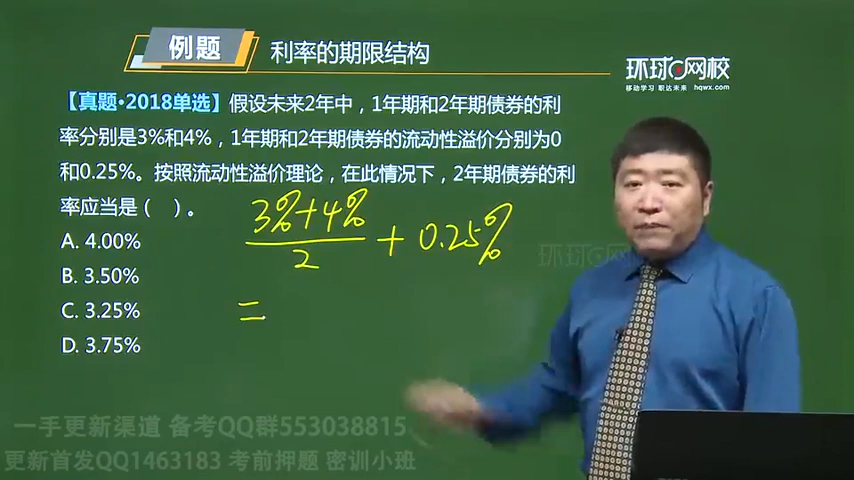 例题
利率的期限结构
环球网校
移动学习 职达未来 hqwx.com
【真题·2018单选】假设未来2年中，1年期和2年期债券的利
率分别是3%和4%，1年期和2年期债券的流动性溢价分别为0
和0.25%。按照流动性溢价理论，在此情况下，2年期债券的利
率应当是（ ）。
3%+4%
2
+ 0.25%
=
A. 4.00%
B. 3.50%
C. 3.25%
D. 3.75%
环球网
一手更新渠道 备考QQ群553038815
更新首发QQ1463183 考前押题 密训小班